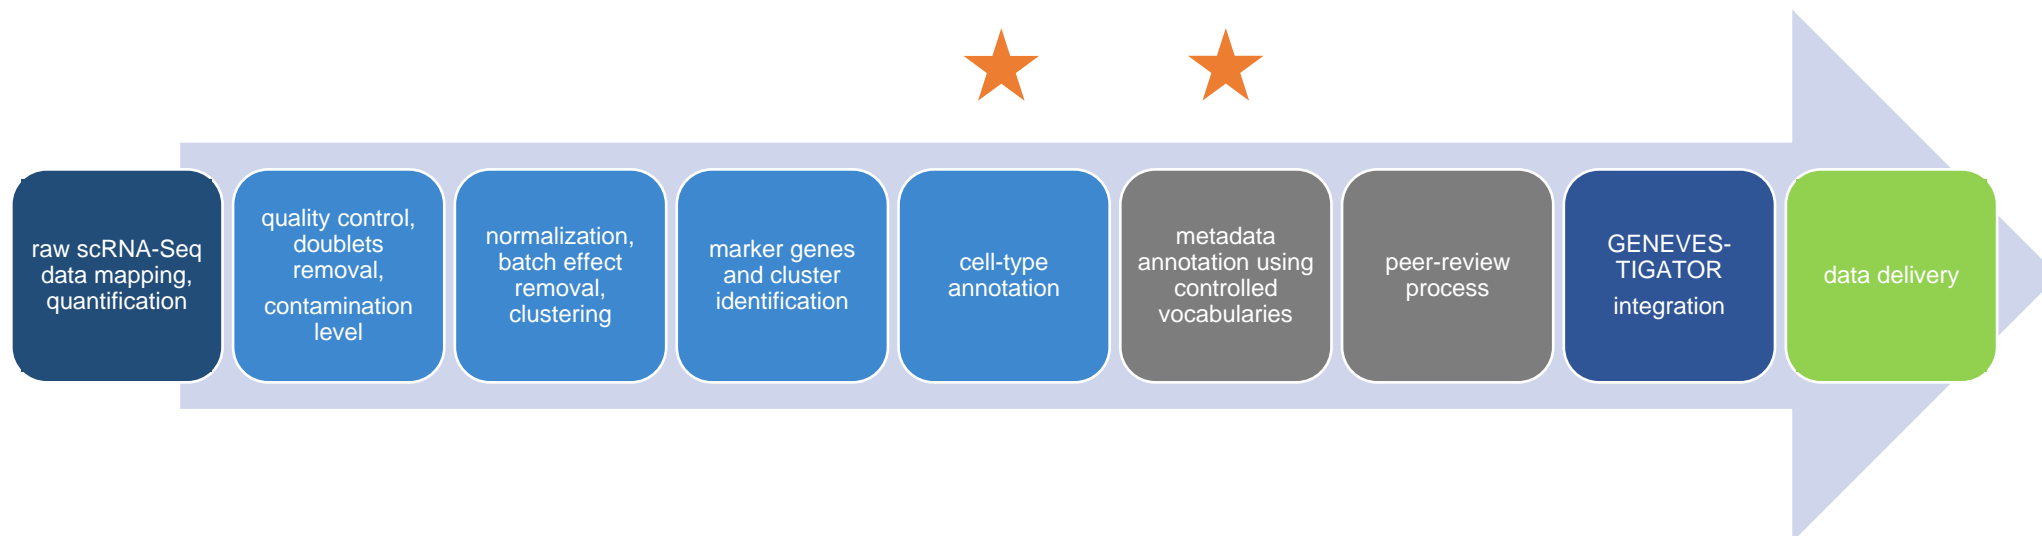 raw scRNA-Seq
data mapping,
quantification
quality control,
doublets
removal,
contamination
level
normalization,
batch effect
removal,
clustering
marker genes
and cluster
identification
cell-type
annotation
metadata
annotation using
controlled
vocabularies
peer-review
process
GENEVES-
TIGATOR
integration
data delivery